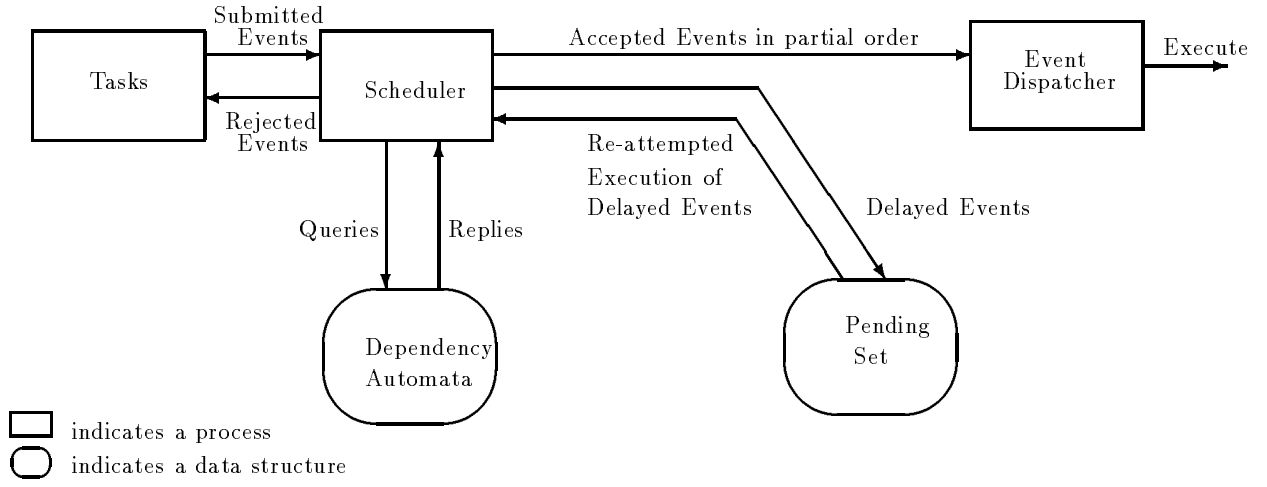 Submitted
Events
Tasks
Rejected
Events
Scheduler
Accepted Events in partial order
Event
Dispatcher
Execute
Re-attempted
Execution of
Delayed Events
Delayed Events
Queries
Replies
Dependency
Automata
Pending
Set
indicates a process
indicates a data structure